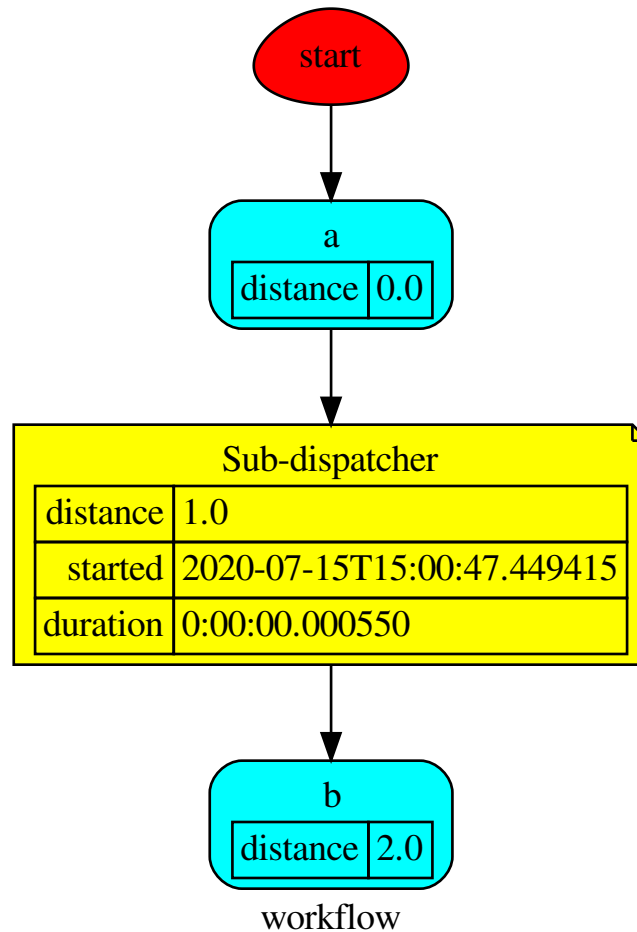 start
a
distance 0.0
Sub-dispatcher
distance 1.0
started 2020-07-15T15:00:47.449415
duration 0:00:00.000550
b
distance 2.0
workflow